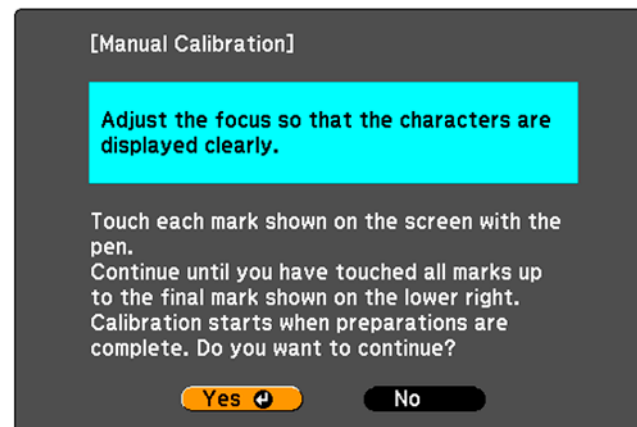 [Manual Calibration]
Adjust the focus so that the characters are
displayed clearly.
Touch each mark shown on the screen with the
pen.
Continue until you have touched all marks up
to the final mark shown on the lower right.
Calibration starts when preparations are
complete. Do you want to continue?
Yes No